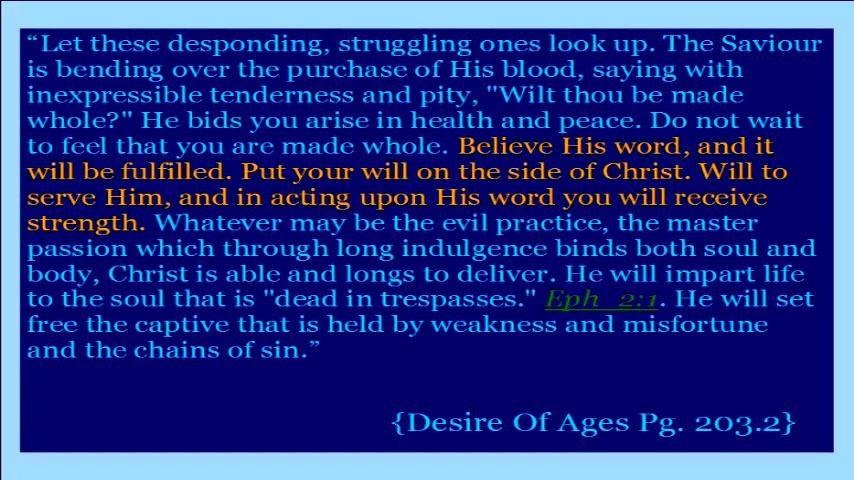 “Let these desponding, struggling ones look up. The Saviour
is bending over the purchase of His blood, saying with
inexpressible tenderness and pity, "Wilt thou be made
whole?" He bids you arise in health and peace. Do not wait
to feel that you are made whole. Believe His word, and it
will be fulfilled. Put your will on the side of Christ. Will to
serve Him, and in acting upon His word you will receive
strength. Whatever may be the evil practice, the master
passion which through long indulgence binds both soul and
body, Christ is able and longs to deliver. He will impart life
to the soul that is "dead in trespasses." Eph_2:1. He will set
free the captive that is held by weakness and misfortune
and the chains of sin.”
{Desire Of Ages Pg. 203.2}